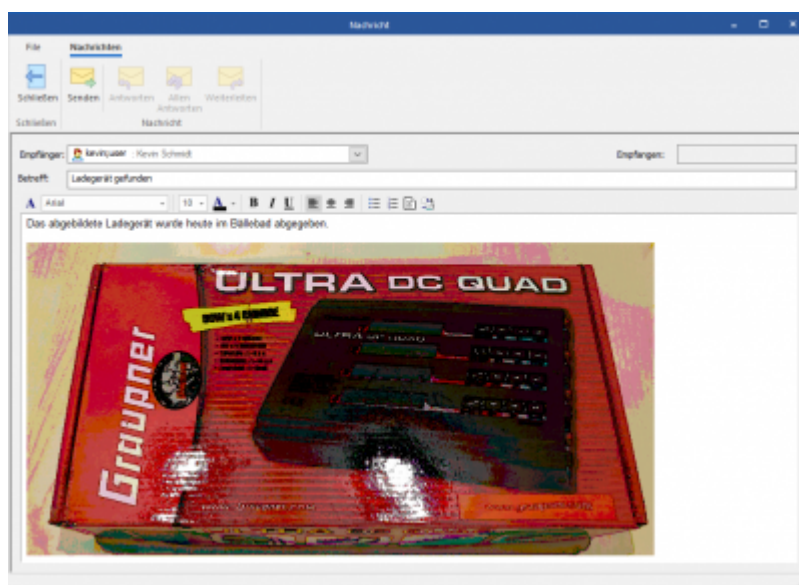 Nachricht
File
Nachrichten
Schließen
Senden
Antworten
Allen
Antworten
Weiterleiten
Schließen
Nachricht
Empfänger:
: Kevin Schmidt
Empfangen:
Betreff:
Ladegerät gefunden
A
Arial
10
A
B
I
U
Das abgebildete Ladegerät wurde heute im Bällebad abgegeben.
ULTRA DC QUAD
Graupner